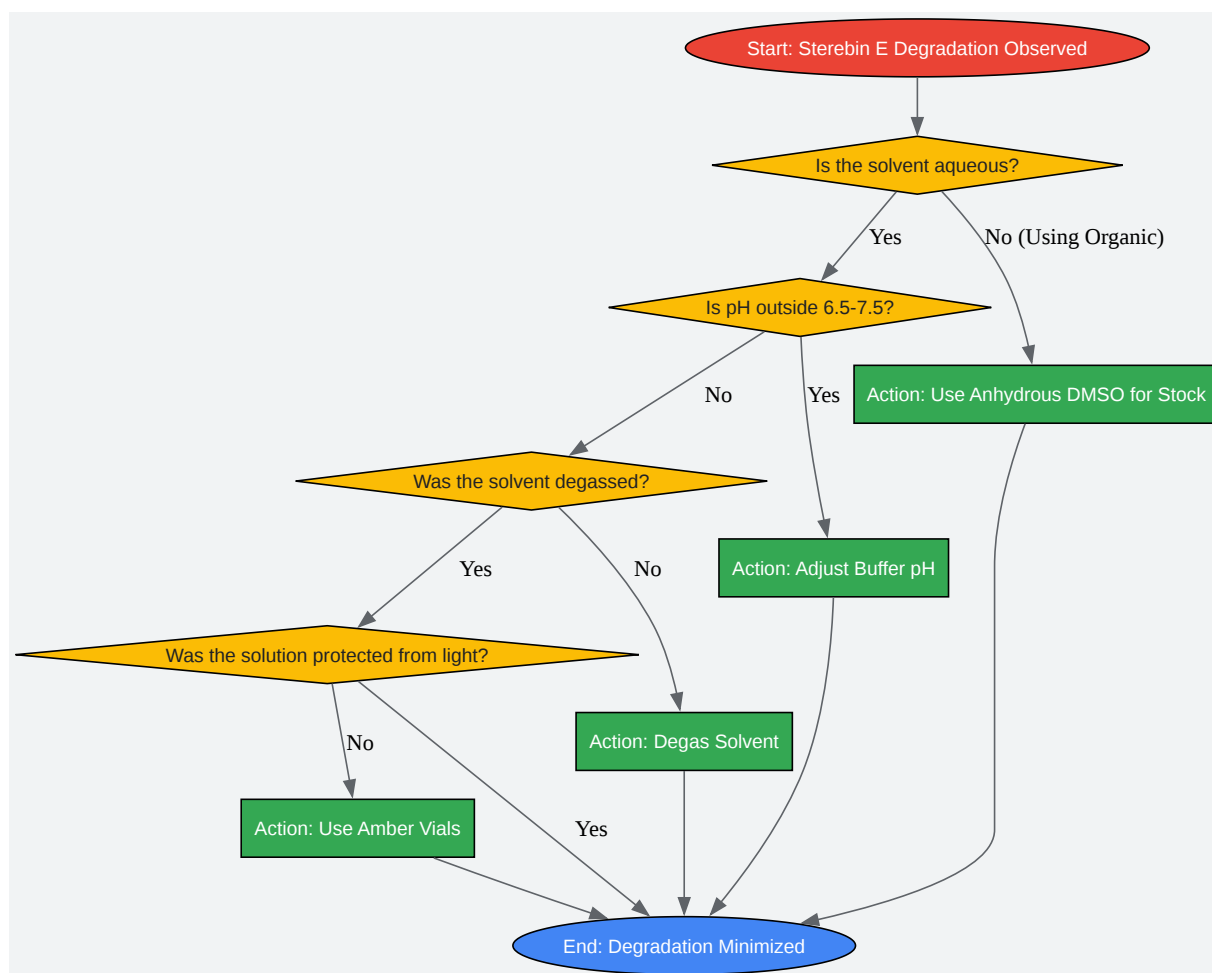 Start: Sterebin E Degradation Observed
Is the solvent aqueous?
Yes
No (Using Organic)
Is pH outside 6.5-7.5?
No
Yes
Action: Use Anhydrous DMSO for Stock
Was the solvent degassed?
Yes
No
Action: Adjust Buffer pH
Was the solution protected from light?
No
Action: Degas Solvent
Action: Use Amber Vials
Yes
End: Degradation Minimized